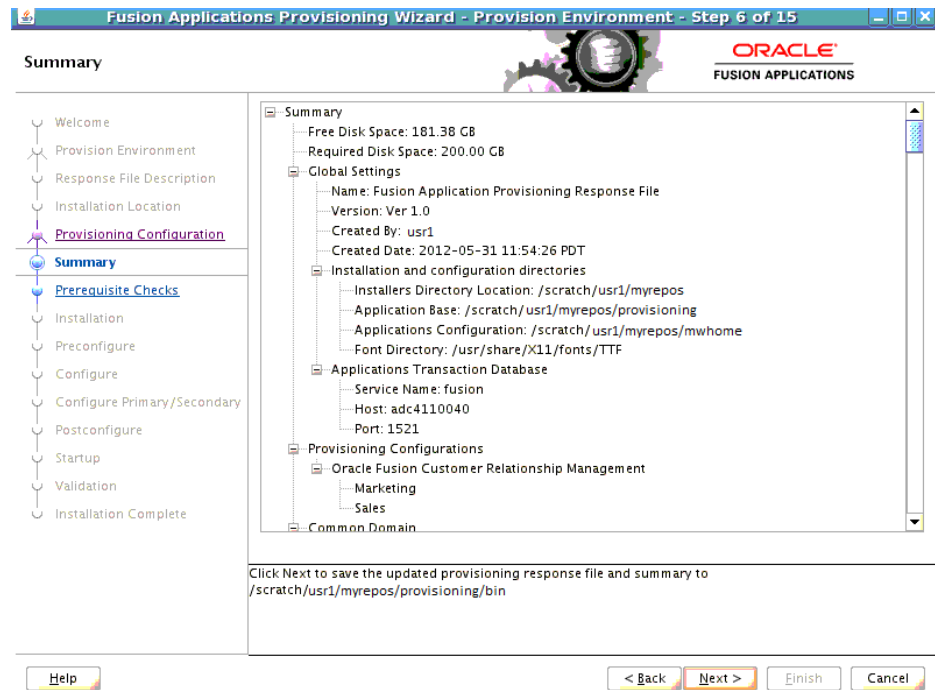 Fusion Applications Provisioning Wizard - Provision Environment - Step 6 of 15
Summary
ORACLE
FUSION APPLICATIONS
Welcome
Provision Environment
Response File Description
Installation Location
Provisioning Configuration
Summary
Prerequisite Checks
Installation
Preconfigure
Configure
Configure Primary/Secondary
Postconfigure
Startup
Validation
Installation Complete
Summary
Free Disk Space: 181.38 GB
Required Disk Space: 200.00 GB
Global Settings
Name: Fusion Application Provisioning Response File
Version: Ver 1.0
Created By: usr1
Created Date: 2012-05-31 11:54:26 PDT
Installation and configuration directories
Installers Directory Location: /scratch/usr1/myrepos
Application Base: /scratch/usr1/myrepos/provisioning
Applications Configuration: /scratch/usr1/myrepos/mwhome
Font Directory: /usr/share/X11/fonts/TTF
Applications Transaction Database
Service Name: fusion
Host: adc4110040
Port: 1521
Provisioning Configurations
Oracle Fusion Customer Relationship Management
Marketing
Sales
Common Domain
Click Next to save the updated provisioning response file and summary to
/scratch/usr1/myrepos/provisioning/bin
Help
< Back
Next >
Finish
Cancel